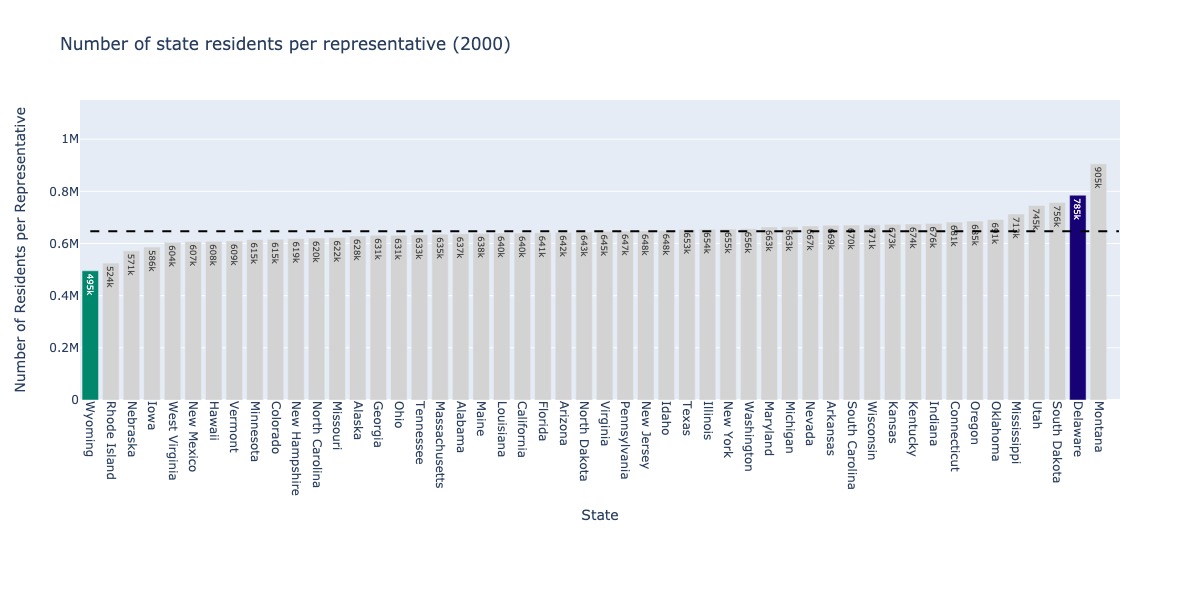 Number of state residents per representative (2000)
Number of Residents per Representative
1M
0.8M
0.6M
0.4M
0.2M
0
495k
524k
571k
586k
604k
607k
608k
609k
615k
615k
619k
620k
622k
628k
631k
631k
633k
635k
637k
638k
640k
640k
641k
642k
643k
645k
647k
648k
648k
653k
654k
655k
656k
663k
663k
667k
669k
670k
671k
673k
674k
676k
681k
685k
691k
713k
745k
756k
785k
905k
Wyoming
Rhode Island
Nebraska
Iowa
West Virginia
New Mexico
Hawaii
Vermont
Minnesota
Colorado
New Hampshire
North Carolina
Missouri
Alaska
Georgia
Ohio
Tennessee
Massachusetts
Alabama
Maine
Louisiana
California
Florida
Arizona
North Dakota
Virginia
Pennsylvania
New Jersey
Idaho
Texas
Illinois
New York
Washington
Maryland
Michigan
Nevada
Arkansas
South Carolina
Wisconsin
Kansas
Kentucky
Indiana
Connecticut
Oregon
Oklahoma
Mississippi
Utah
South Dakota
Delaware
Montana
State